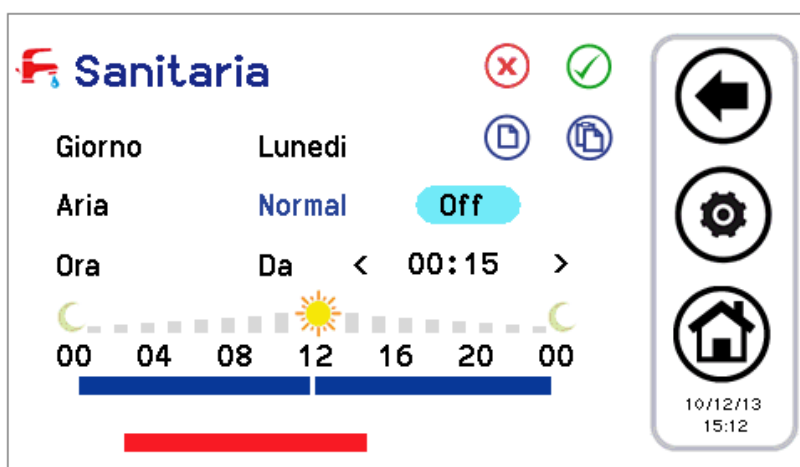 Sanitaria
Giorno Lunedi
Aria Normal Off
Ora Da < 00:15 >
00 04 08 12 16 20 00
10/12/13
15:12